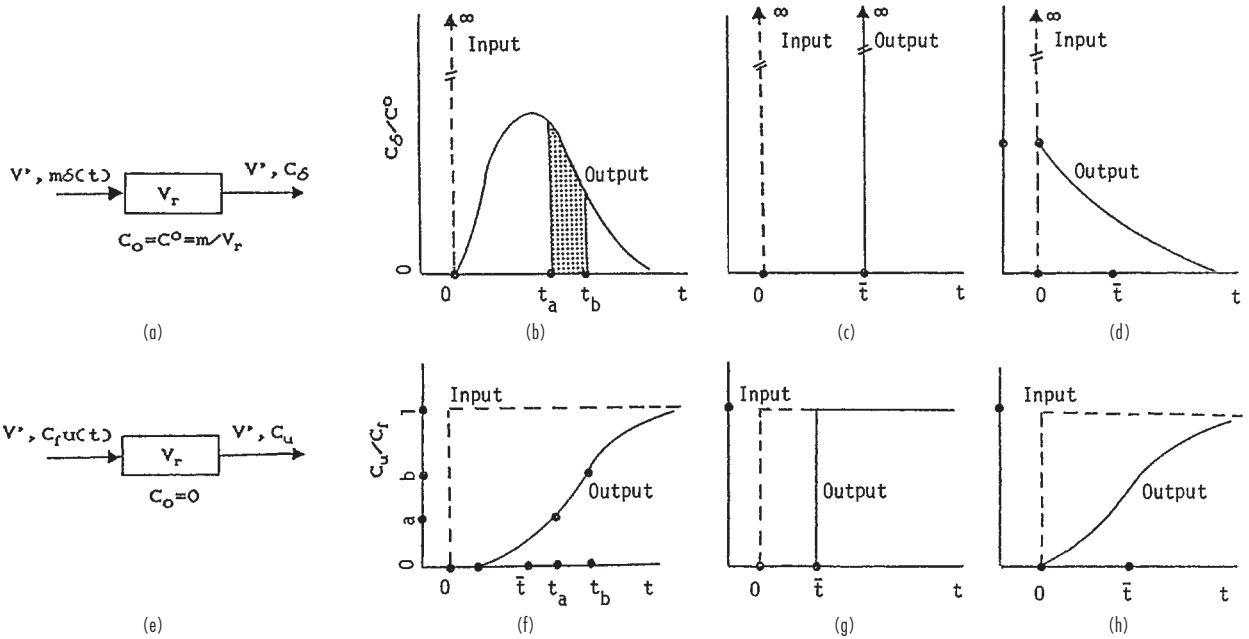 V', mδ(t)
V_r
V', C_δ
C_o=C^o=m/V_r
(a)
C_δ/C^o
0
∞
Input
Output
0
t_a
t_b
t
(b)
∞
Input
∞
Output
0
t̄
t
(c)
∞
Input
Output
0
t̄
t
(d)
V', C_f u(t)
V_r
V', C_u
C_o=0
(e)
C_u/C_f
0
a
b
1
Input
Output
0
t̄
t_a
t_b
t
(f)
Input
Output
0
t̄
t
(g)
Input
Output
0
t̄
t
(h)